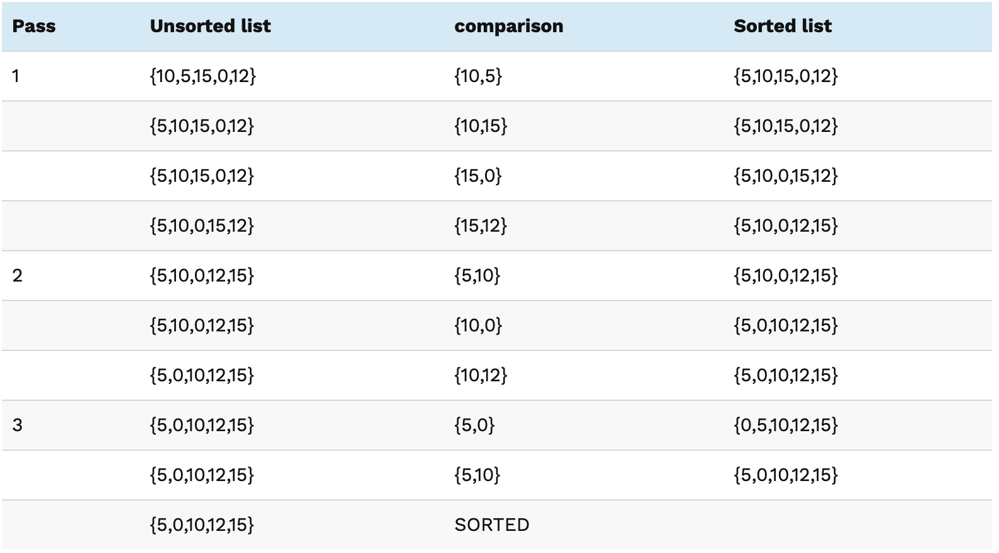 Pass Unsorted list comparison Sorted list
1 {10,5,15,0,12} {10,5} {5,10,15,0,12}
{5,10,15,0,12} {10,15} {5,10,15,0,12}
{5,10,15,0,12} {15,0} {5,10,0,15,12}
{5,10,0,15,12} {15,12} {5,10,0,12,15}
2 {5,10,0,12,15} {5,10} {5,10,0,12,15}
{5,10,0,12,15} {10,0} {5,0,10,12,15}
{5,0,10,12,15} {10,12} {5,0,10,12,15}
3 {5,0,10,12,15} {5,0} {0,5,10,12,15}
{5,0,10,12,15} {5,10} {5,0,10,12,15}
{5,0,10,12,15} SORTED